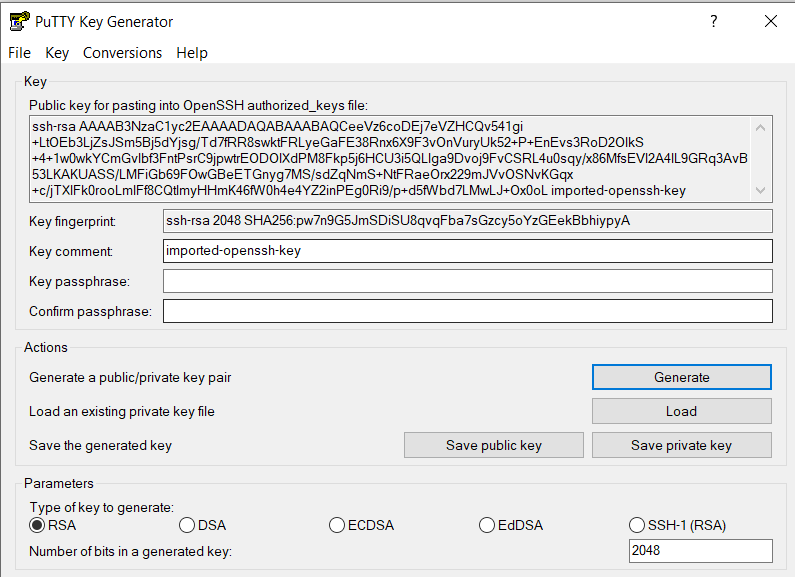 PuTTY Key Generator
?
File Key Conversions Help
Key
Public key for pasting into OpenSSH authorized_keys file:
ssh-rsa AAAAB3NzaC1yc2EAAAADAQABAAABAQCeeVz6coDEj7eVZHCQv541gi
+LtOEb3LjZsJSm5Bj5dYjsg/Td7fRR8swktFRLyeGaFE38Rnx6X9F3vOnVuryUk52+P+EnEvs3RoD2OlkS
+4+1w0wkYCmGvIbf3FntPsrC9jpwtrEODOlXdPM8Fkp5j6HCU3i5QLlga9Dvoj9FvCSRL4u0sqy/x86MfsEVl2A4lL9GRq3AvB
53LKAKUASS/LMFiGb69FOwGBeETGnyg7MS/sdZqNmS+NtFRaeOrx229mJVvOSNvKGqx
+c/jTXlFk0rooLmIFf8CQtlmyHHmK46fW0h4e4YZ2inPEg0Ri9/p+d5fWbd7LMwLJ+Ox0oL imported-openssh-key
Key fingerprint: ssh-rsa 2048 SHA256:pw7n9G5JmSDiSU8qvqFba7sGzcy5oYzGEekBbhiypyA
Key comment: imported-openssh-key
Key passphrase:
Confirm passphrase:
Actions
Generate a public/private key pair Generate
Load an existing private key file Load
Save the generated key Save public key Save private key
Parameters
Type of key to generate:
RSA DSA ECDSA EdDSA SSH-1 (RSA)
Number of bits in a generated key: 2048